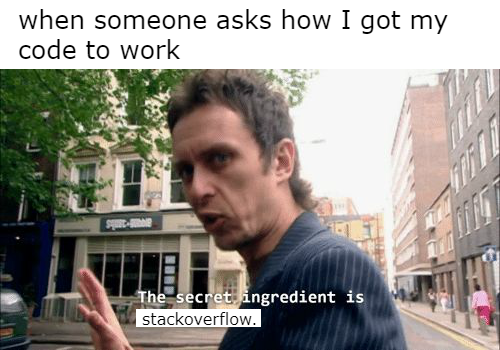 when someone asks how I got my
code to work
The secret ingredient is
stackoverflow.